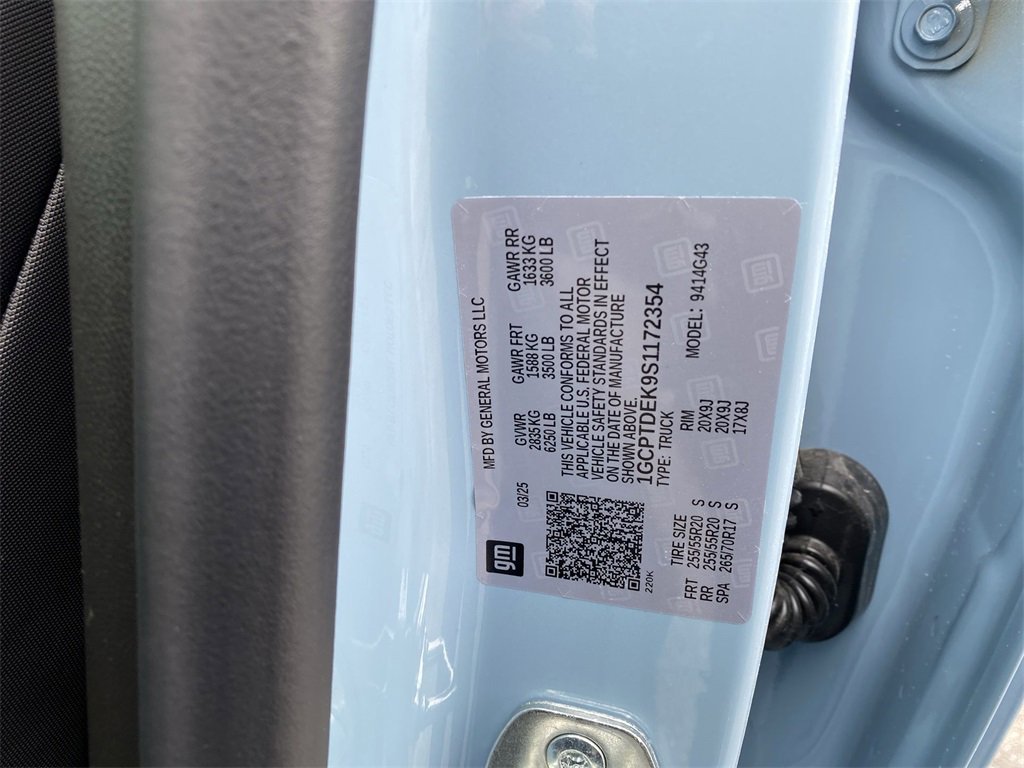 gm
MFD BY GENERAL MOTORS LLC
03/25
GVWR GAWR FRT GAWR RR
2835 KG 1588 KG 1633 KG
6250 LB 3500 LB 3600 LB
THIS VEHICLE CONFORMS TO ALL
APPLICABLE U.S. FEDERAL MOTOR
VEHICLE SAFETY STANDARDS IN EFFECT
ON THE DATE OF MANUFACTURE
SHOWN ABOVE.
1GCPTDEK9S1172354
TYPE: TRUCK
MODEL: 9414G43
220K
TIRE SIZE RIM
FRT 255/55R20 S 20X9J
RR 255/55R20 S 20X9J
SPA 265/70R17 S 17X8J